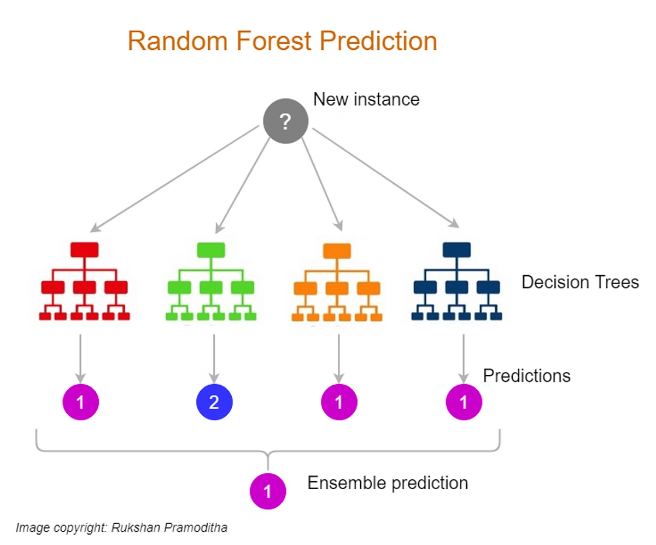 Random Forest Prediction
New instance
?
Decision Trees
Predictions
1
2
1
1
1
Ensemble prediction
Image copyright: Rukshan Pramoditha